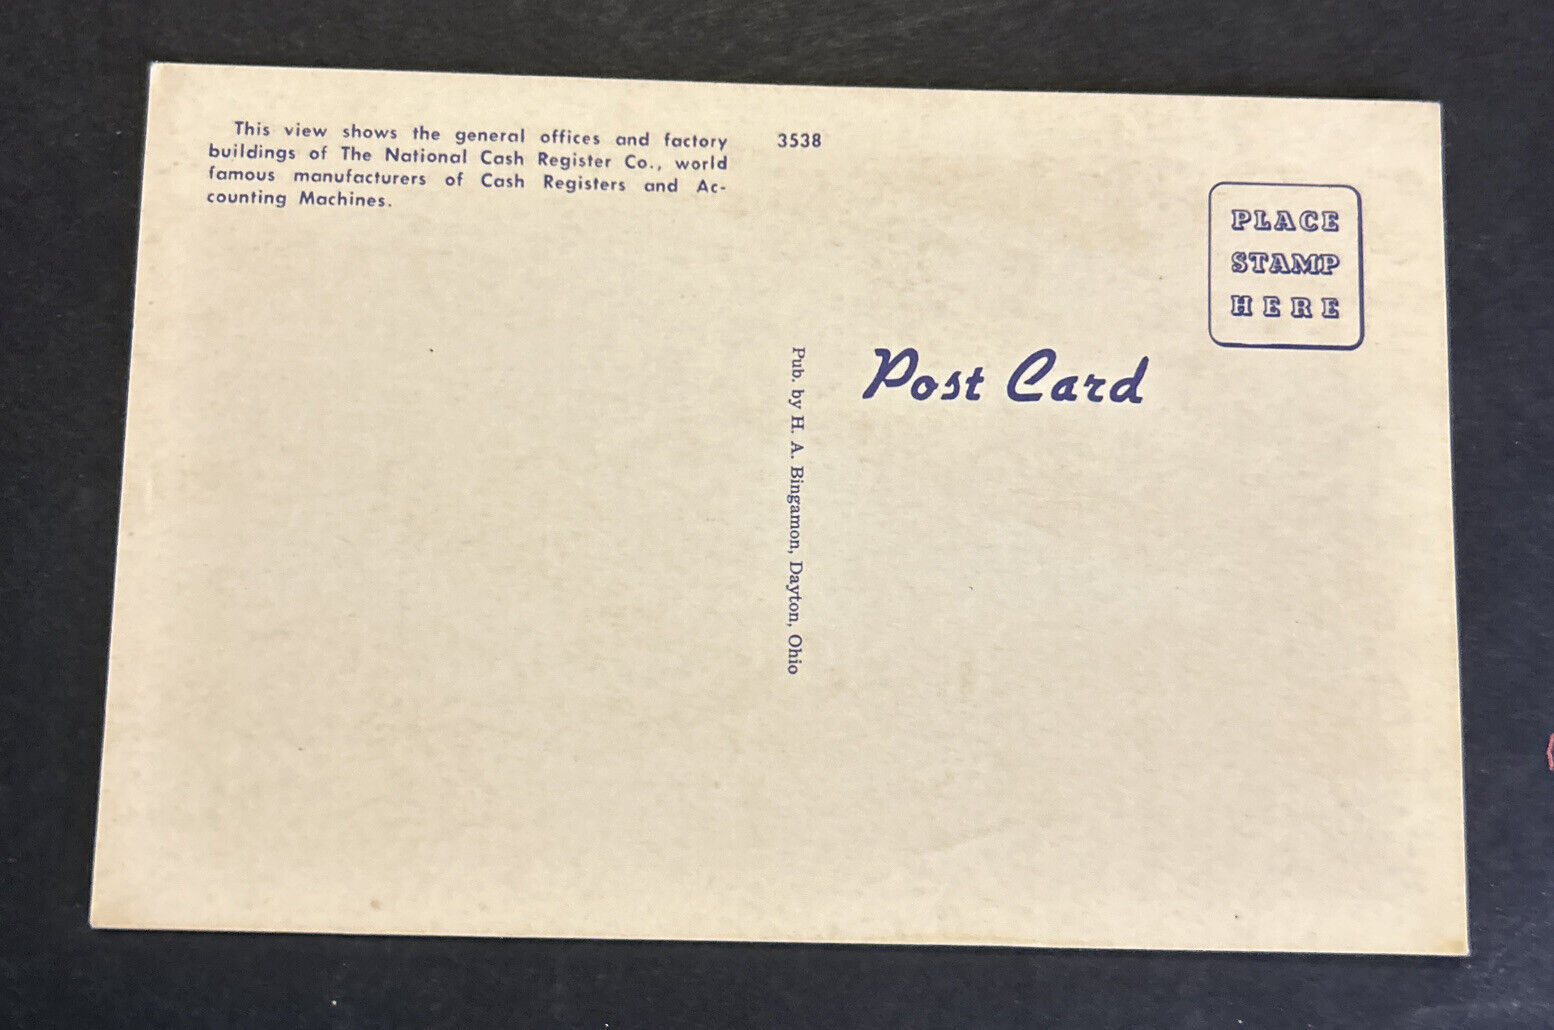 This view shows the general offices and factory
buildings of The National Cash Register Co., world
famous manufacturers of Cash Registers and Ac-
counting Machines.
3538
PLACE
STAMP
HERE
Post Card
Pub. by H. A. Bingamon, Dayton, Ohio